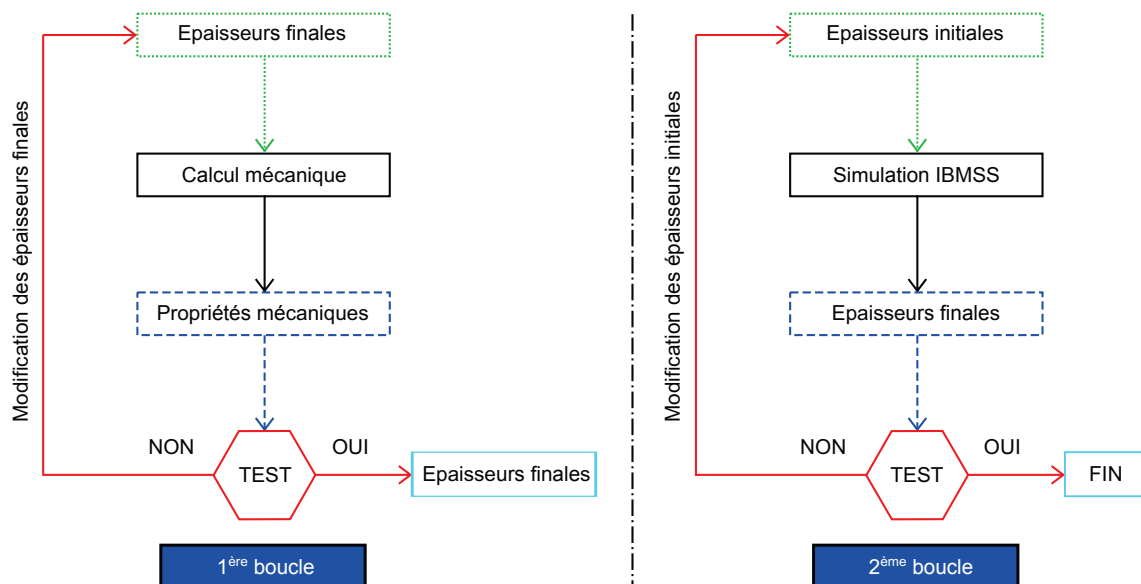 Epaisseurs finales
Modification des épaisseurs finales
Calcul mécanique
Propriétés mécaniques
NON
OUI
TEST
Epaisseurs finales
1ère boucle
Epaisseurs initiales
Modification des épaisseurs initiales
Simulation IBMSS
Epaisseurs finales
NON
OUI
TEST
FIN
2ème boucle